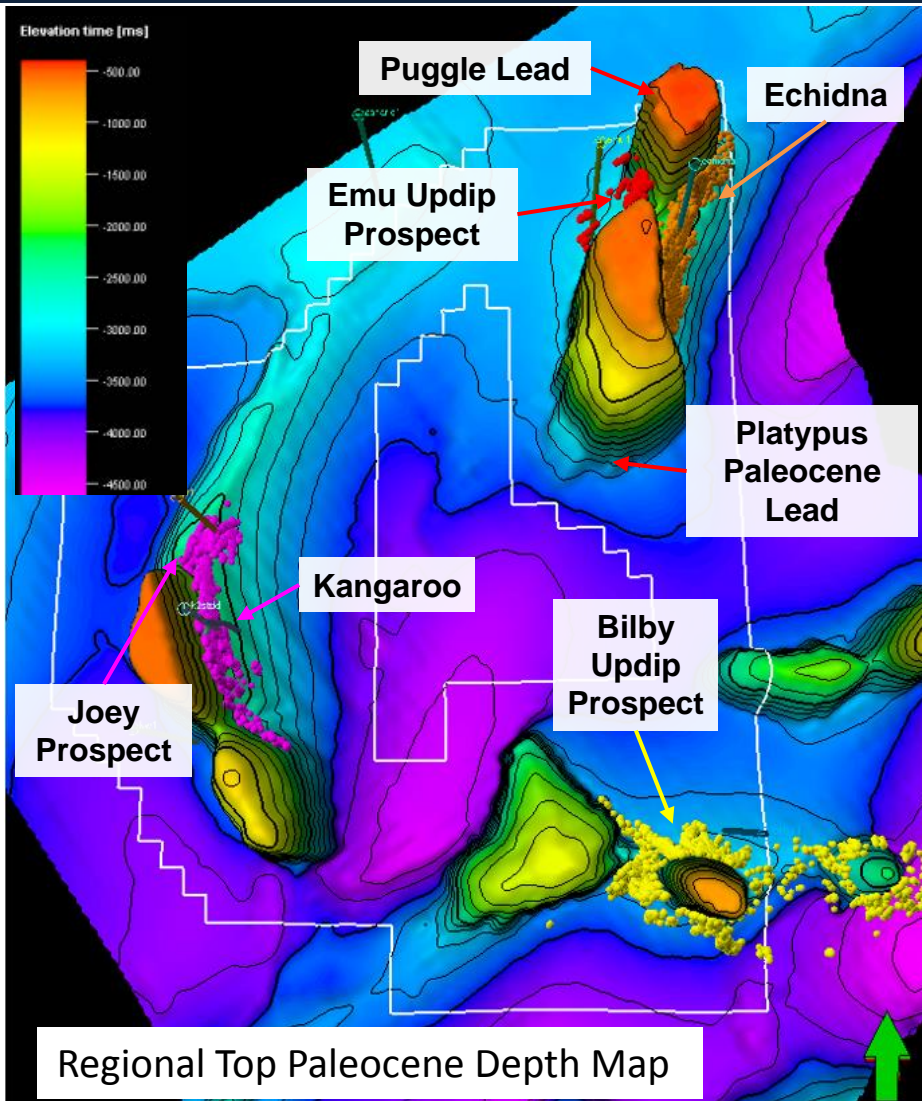 Elevation time [ms]
-500.00
-1000.00
-1500.00
-2000.00
-2500.00
-3000.00
-3500.00
-4000.00
-4500.00
Puggle Lead
Echidna
Emu Updip
Prospect
Platypus
Paleocene
Lead
Kangaroo
Bilby
Updip
Prospect
Joey
Prospect
Regional Top Paleocene Depth Map